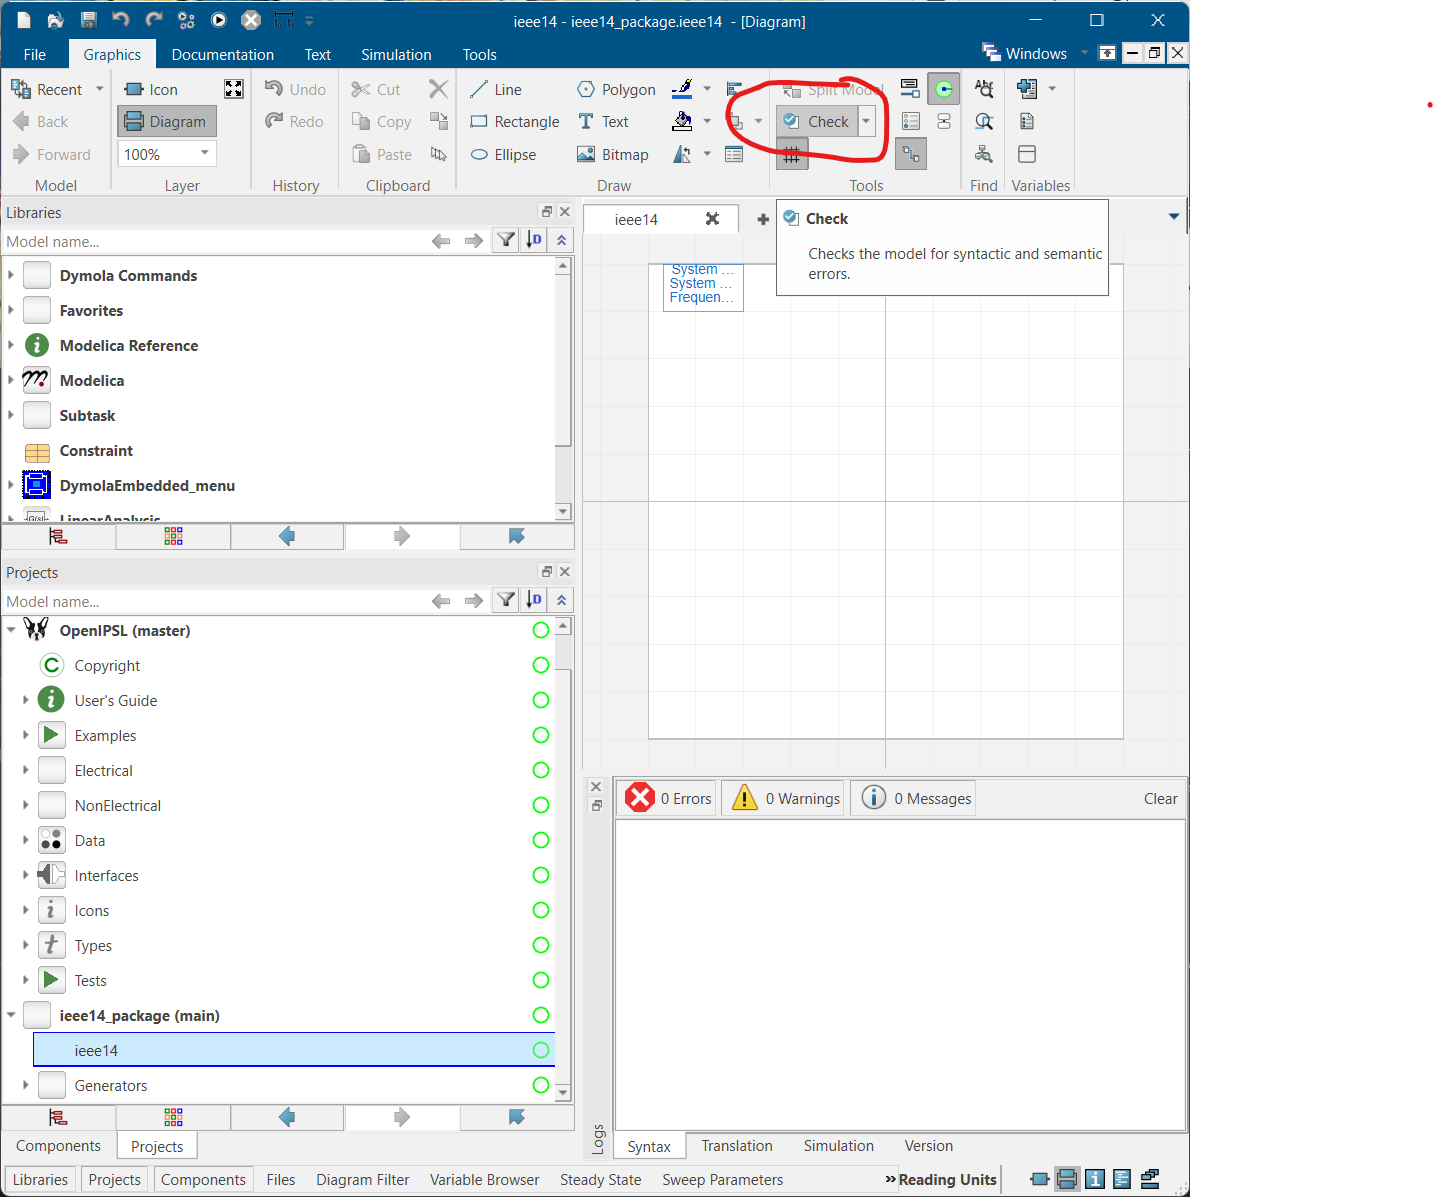 ieee14 - ieee14_package.ieee14 - [Diagram]
File Graphics Documentation Text Simulation Tools Windows
Recent Icon Undo Cut Line Polygon Split Model
Back Diagram Redo Copy Rectangle Text Check
Forward 100% Paste Ellipse Bitmap
Model Layer History Clipboard Draw Tools Find Variables
Libraries
Model name...
Dymola Commands
Favorites
Modelica Reference
Modelica
Subtask
Constraint
DymolaEmbedded_menu
LinearAnalysis
Projects
Model name...
OpenIPSL (master)
Copyright
User's Guide
Examples
Electrical
NonElectrical
Data
Interfaces
Icons
Types
Tests
ieee14_package (main)
ieee14
Generators
Components Projects
ieee14
Check
Checks the model for syntactic and semantic
errors.
System ...
System ...
Frequen...
0 Errors 0 Warnings 0 Messages Clear
Logs
Syntax Translation Simulation Version
Libraries Projects Components Files Diagram Filter Variable Browser Steady State Sweep Parameters » Reading Units